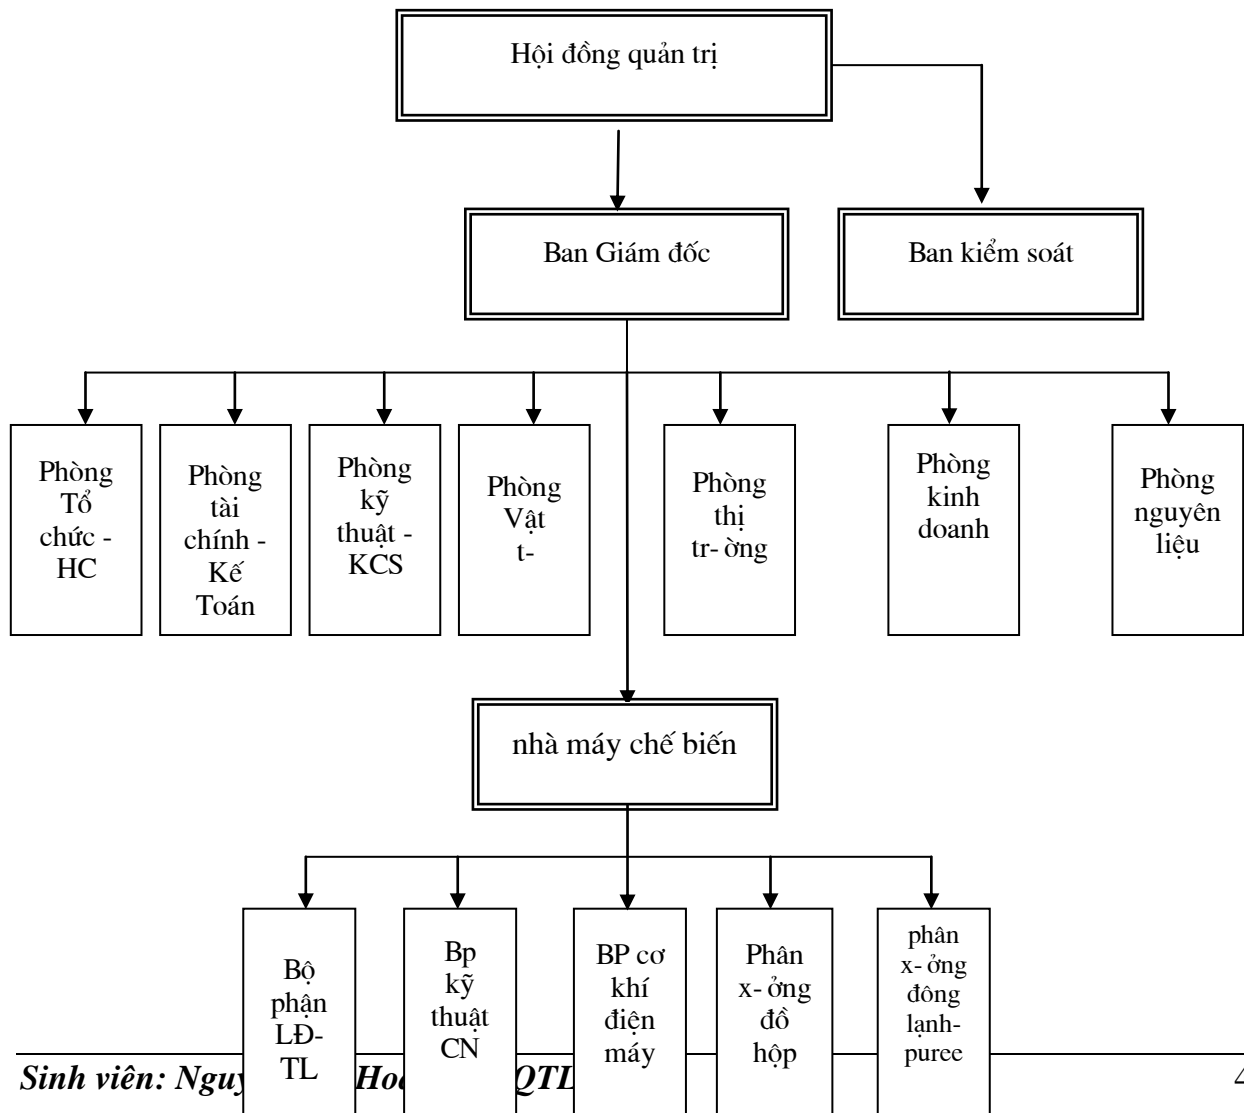 Hội đồng quản trị
Ban Giám đốc
Ban kiểm soát
Phòng
Tổ
chức -
HC
Phòng
tài
chính -
Kế
Toán
Phòng
kỹ
thuật -
KCS
Phòng
Vật
t-
Phòng
thị
tr- ờng
Phòng
kinh
doanh
Phòng
nguyên
liệu
nhà máy chế biến
Bộ
phận
LĐ-
TL
Bp
kỹ
thuật
CN
BP cơ
khí
điện
máy
Phân
x- ởng
đồ
hộp
phân
x- ởng
đông
lạnh-
puree
Sinh viên: 4